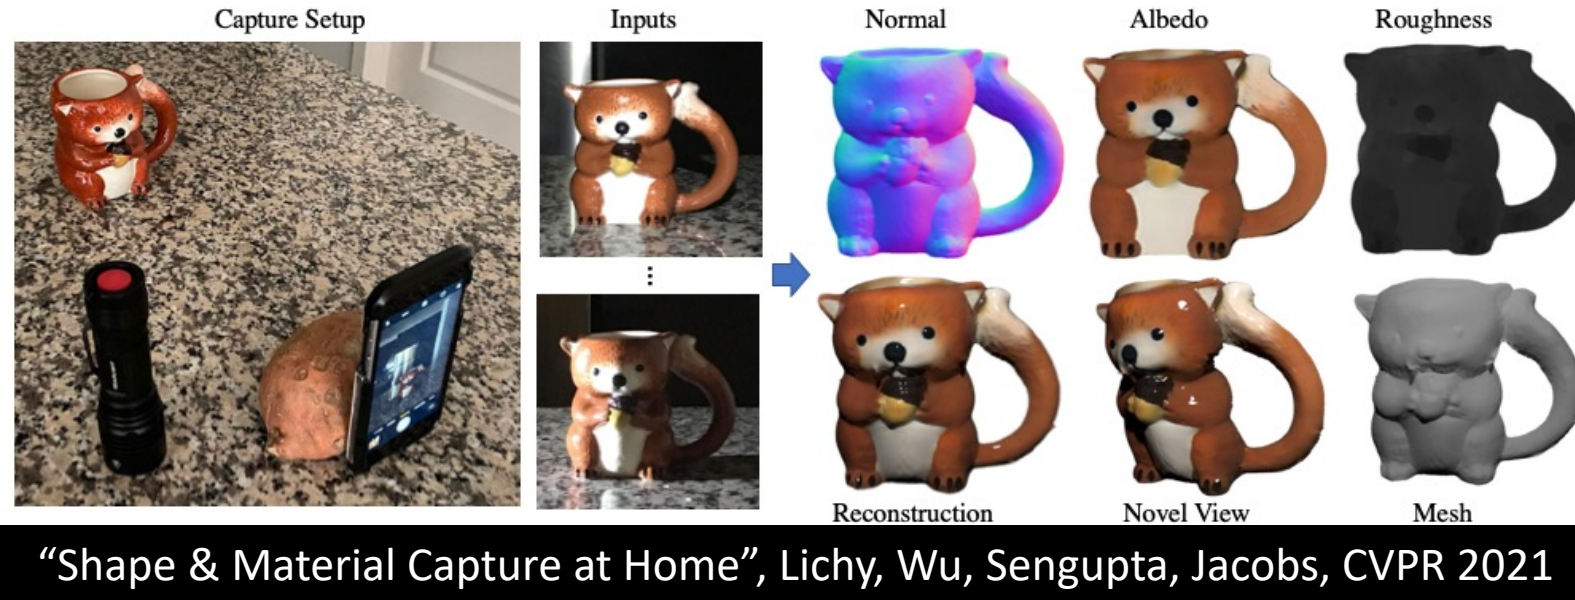 Capture Setup
Inputs
Normal
Albedo
Roughness
Reconstruction
Novel View
Mesh
“Shape & Material Capture at Home”, Lichy, Wu, Sengupta, Jacobs, CVPR 2021